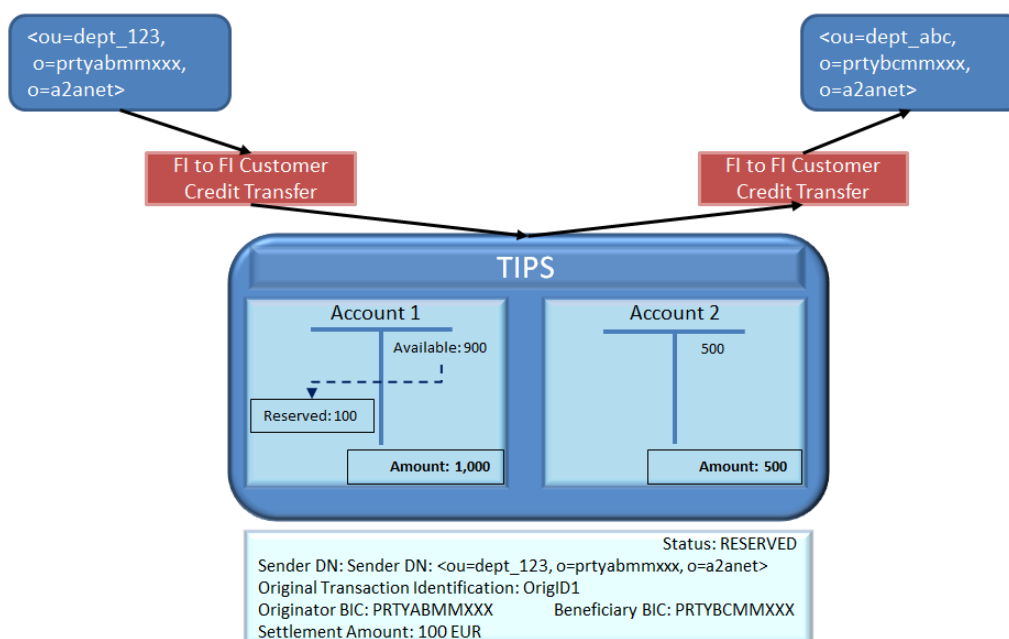 <ou=dept_123,
o=prtyabmmxxx,
o=a2anet>
<ou=dept_abc,
o=prtybcmmxxx,
o=a2anet>
FI to FI Customer
Credit Transfer
FI to FI Customer
Credit Transfer
TIPS
Account 1
Available: 900
Reserved: 100
Amount: 1,000
Account 2
500
Amount: 500
Status: RESERVED
Sender DN: Sender DN: <ou=dept_123, o=prtyabmmxxx, o=a2anet>
Original Transaction Identification: OrigID1
Originator BIC: PRTYABMMXXX Beneficiary BIC: PRTYBCMMXXX
Settlement Amount: 100 EUR